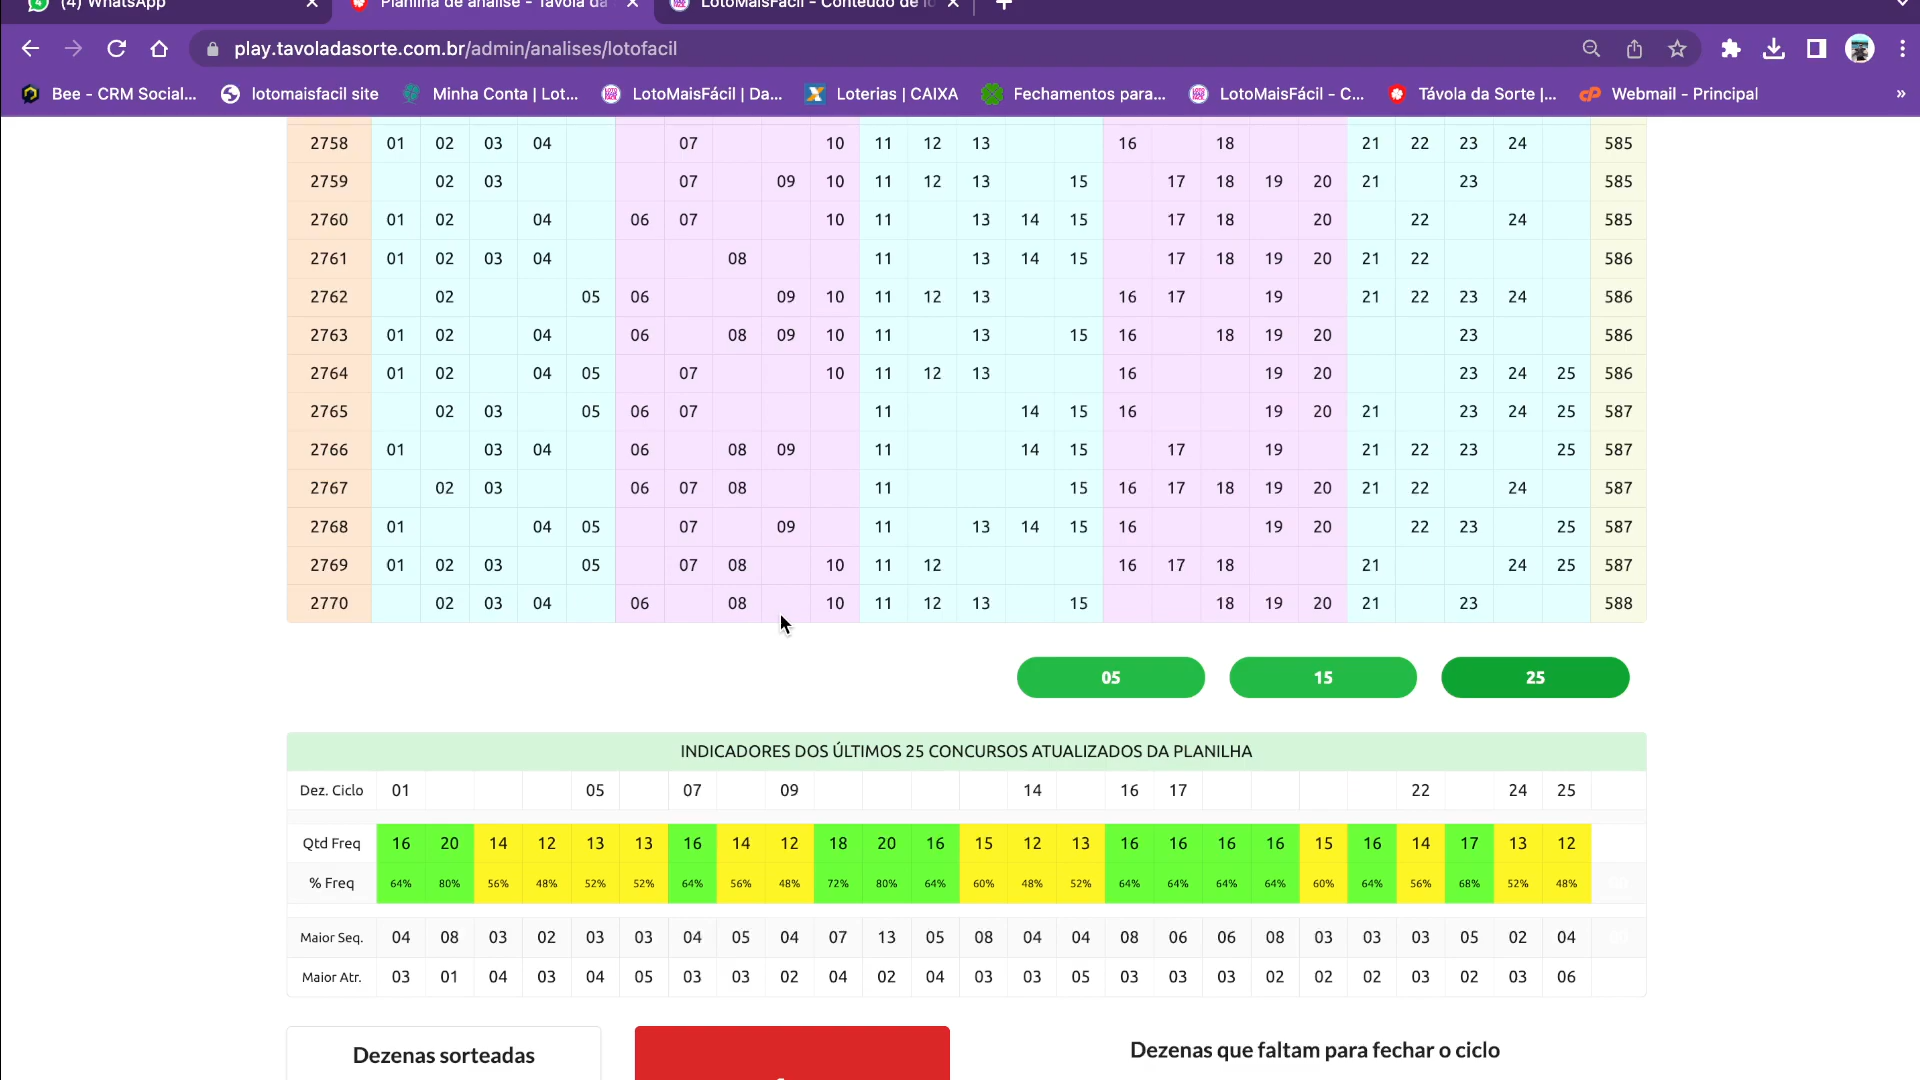 (4) WhatsApp
Planilha de análise - Távola da
LotoMaisFácil - Conteúdo de lo
play.tavoladasorte.com.br/admin/analises/lotofacil
Bee - CRM Social... lotomaisfacil site Minha Conta | Lot... LotoMaisFácil | Da... Loterias | CAIXA Fechamentos para... LotoMaisFácil - C... Távola da Sorte |... Webmail - Principal »
2758 01 02 03 04 07 10 11 12 13 16 18 21 22 23 24 585
2759 02 03 07 09 10 11 12 13 15 17 18 19 20 21 23 585
2760 01 02 04 06 07 10 11 13 14 15 17 18 20 22 24 585
2761 01 02 03 04 08 11 13 14 15 17 18 19 20 21 22 586
2762 02 05 06 09 10 11 12 13 16 17 19 21 22 23 24 586
2763 01 02 04 06 08 09 10 11 13 15 16 18 19 20 23 586
2764 01 02 04 05 07 10 11 12 13 16 19 20 23 24 25 586
2765 02 03 05 06 07 11 14 15 16 19 20 21 23 24 25 587
2766 01 03 04 06 08 09 11 14 15 17 19 21 22 23 25 587
2767 02 03 06 07 08 11 15 16 17 18 19 20 21 22 24 587
2768 01 04 05 07 09 11 13 14 15 16 19 20 22 23 25 587
2769 01 02 03 05 07 08 10 11 12 16 17 18 21 24 25 587
2770 02 03 04 06 08 10 11 12 13 15 18 19 20 21 23 588
05 15 25
INDICADORES DOS ÚLTIMOS 25 CONCURSOS ATUALIZADOS DA PLANILHA
Dez. Ciclo 01 05 07 09 14 16 17 22 24 25
Qtd Freq 16 20 14 12 13 13 16 14 12 18 20 16 15 12 13 16 16 16 16 15 16 14 17 13 12
% Freq 64% 80% 56% 48% 52% 52% 64% 56% 48% 72% 80% 64% 60% 48% 52% 64% 64% 64% 64% 60% 64% 56% 68% 52% 48%
Maior Seq. 04 08 03 02 03 03 04 05 04 07 13 05 08 04 04 08 06 06 08 03 03 03 05 02 04
Maior Atr. 03 01 04 03 04 05 03 03 02 04 02 04 03 03 05 03 03 03 02 02 02 03 02 03 06
Dezenas sorteadas
Dezenas que faltam para fechar o ciclo